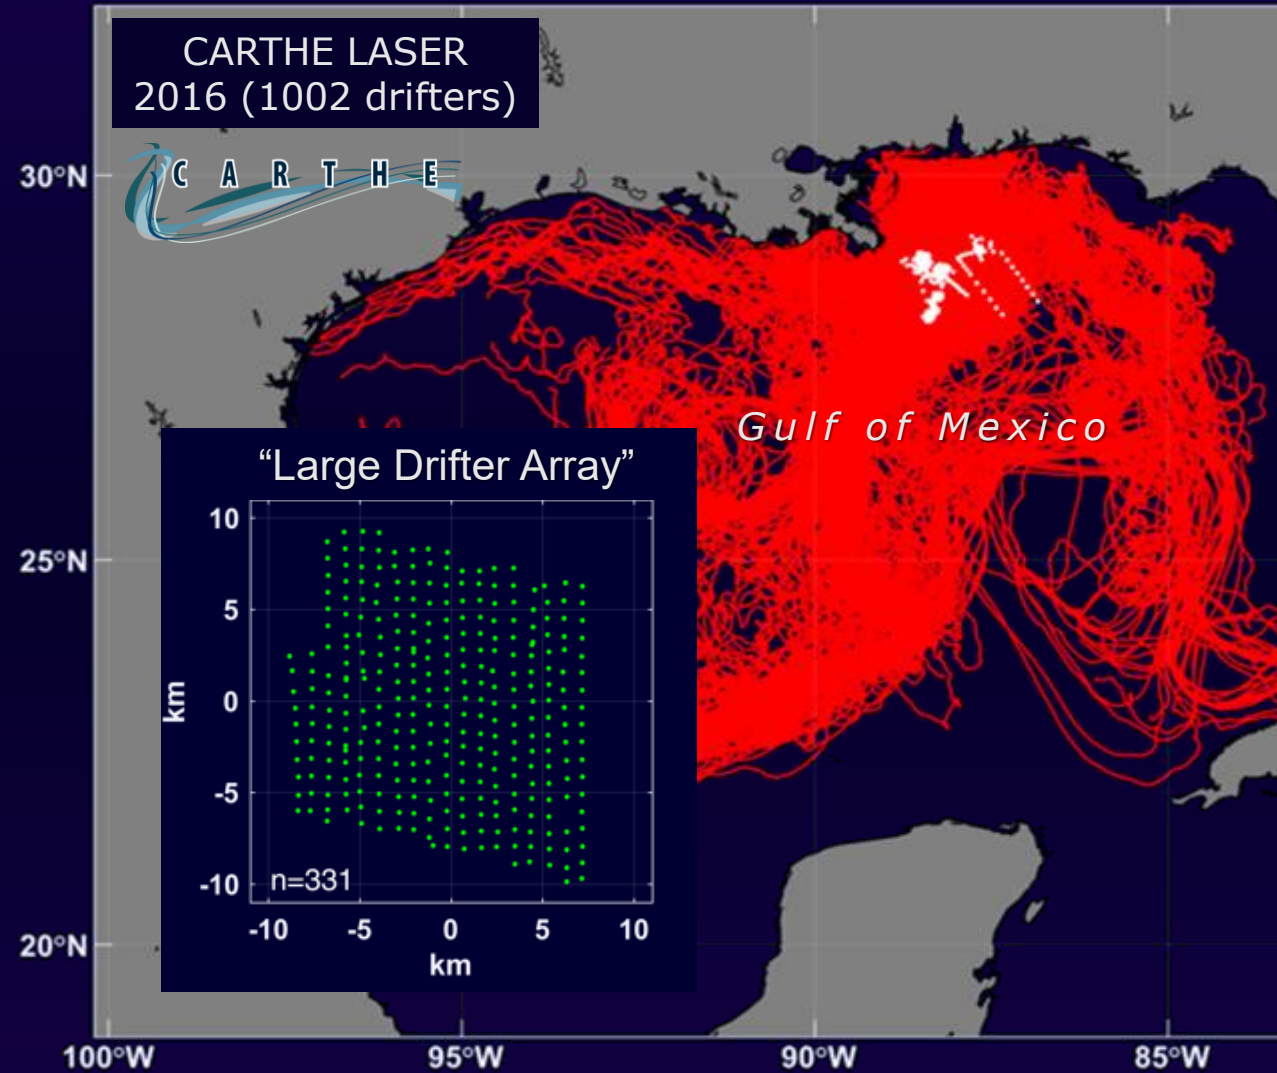 CARTHE LASER
2016 (1002 drifters)
C A R T H E
30°N
25°N
20°N
100°W
95°W
90°W
85°W
Gulf of Mexico
“Large Drifter Array”
10
5
0
-5
-10
km
n=331
-10
-5
0
5
10
km